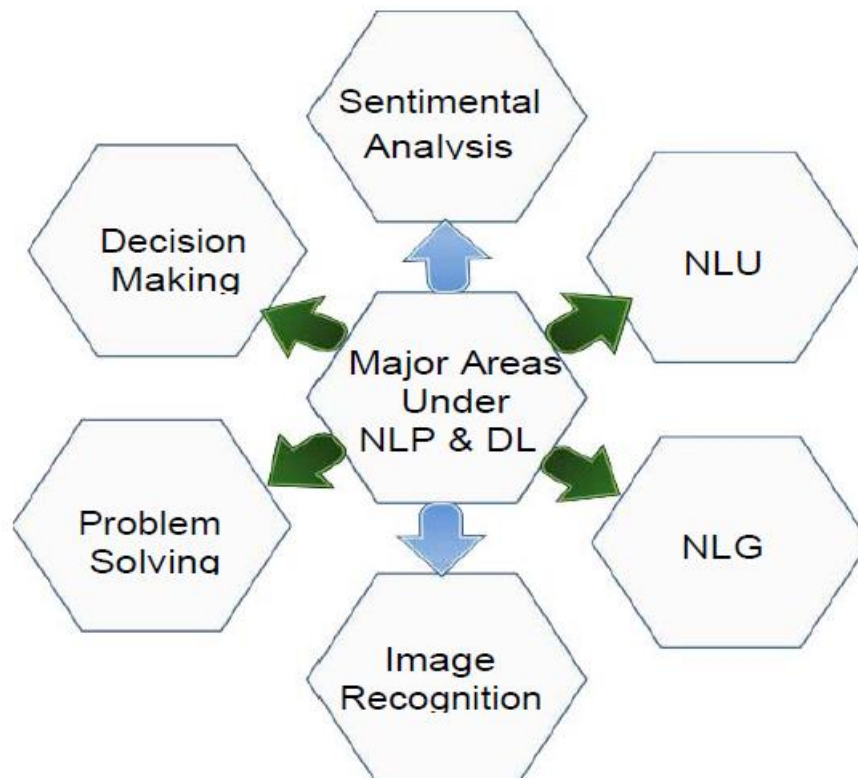 Sentimental
Analysis
Decision
Making
NLU
Major Areas
Under
NLP & DL
Problem
Solving
NLG
Image
Recognition